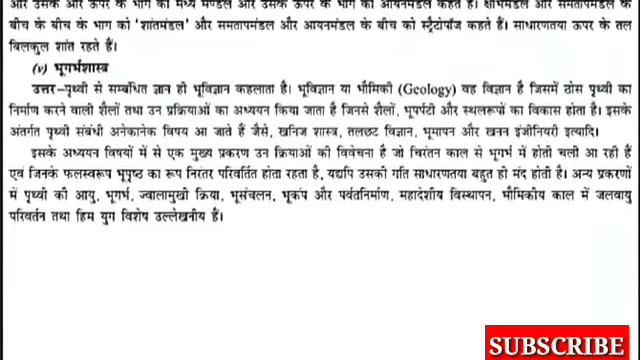 और उसके और ऊपर के भाग को मध्य मण्डल और उसके ऊपर के भाग को आयनमंडल कहते हैं। क्षोभमंडल और समतापमंडल के
बीच के बीच के भाग को 'शांतमंडल' और समतापमंडल और आयनमंडल के बीच को स्ट्रैटोपॉज कहते हैं। साधारणतया ऊपर के तल
बिलकुल शांत रहते हैं।
(v) भूगर्भशास्त्र
उत्तर–पृथ्वी से सम्बंधित ज्ञान ही भूविज्ञान कहलाता है। भूविज्ञान या भौमिकी (Geology) वह विज्ञान है जिसमें ठोस पृथ्वी का
निर्माण करने वाली शैलों तथा उन प्रक्रियाओं का अध्ययन किया जाता है जिनसे शैलों, भूपर्पटी और स्थलरूपों का विकास होता है। इसके
अंतर्गत पृथ्वी संबंधी अनेकानेक विषय आ जाते हैं जैसे, खनिज शास्त्र, तलछट विज्ञान, भूमापन और खनन इंजीनियरी इत्यादि।
इसके अध्ययन विषयों में से एक मुख्य प्रकरण उन क्रियाओं की विवेचना है जो चिरंतन काल से भूगर्भ में होती चली आ रही हैं
एवं जिनके फलस्वरूप भूपृष्ठ का रूप निरंतर परिवर्तित होता रहता है, यद्यपि उसकी गति साधारणतया बहुत ही मंद होती है। अन्य प्रकरणों
में पृथ्वी की आयु, भूगर्भ, ज्वालामुखी क्रिया, भूसंचलन, भूकंप और पर्वतनिर्माण, महादेशीय विस्थापन, भौमिकीय काल में जलवायु
परिवर्तन तथा हिम युग विशेष उल्लेखनीय हैं।
SUBSCRIBE